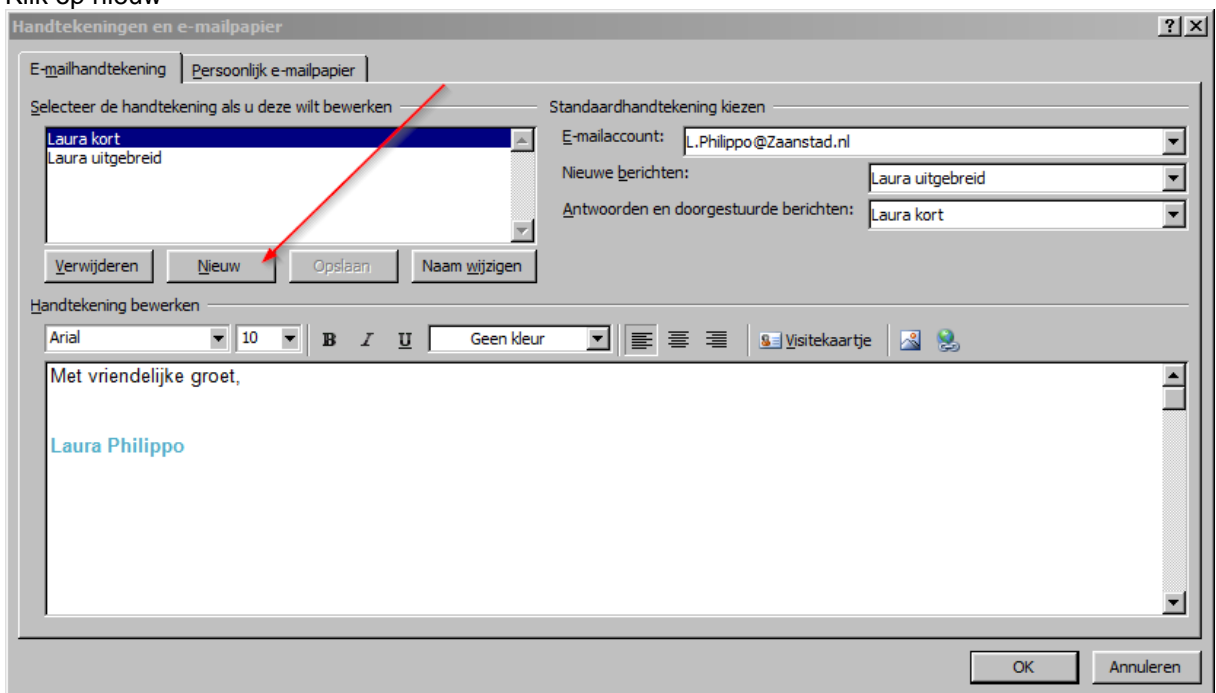 Klik op nieuw
Handtekeningen en e-mailpapier
E-mailhandtekening Persoonlijk e-mailpapier
Selecteer de handtekening als u deze wilt bewerken
Laura kort
Laura uitgebreid
Verwijderen Nieuw Opslaan Naam wijzigen
Standaardhandtekening kiezen
E-mailaccount: L.Philippo@Zaanstad.nl
Nieuwe berichten: Laura uitgebreid
Antwoorden en doorgestuurde berichten: Laura kort
Handtekening bewerken
Arial 10 B I U Geen kleur Visitekaartje
Met vriendelijke groet,
Laura Philippo
OK Annuleren